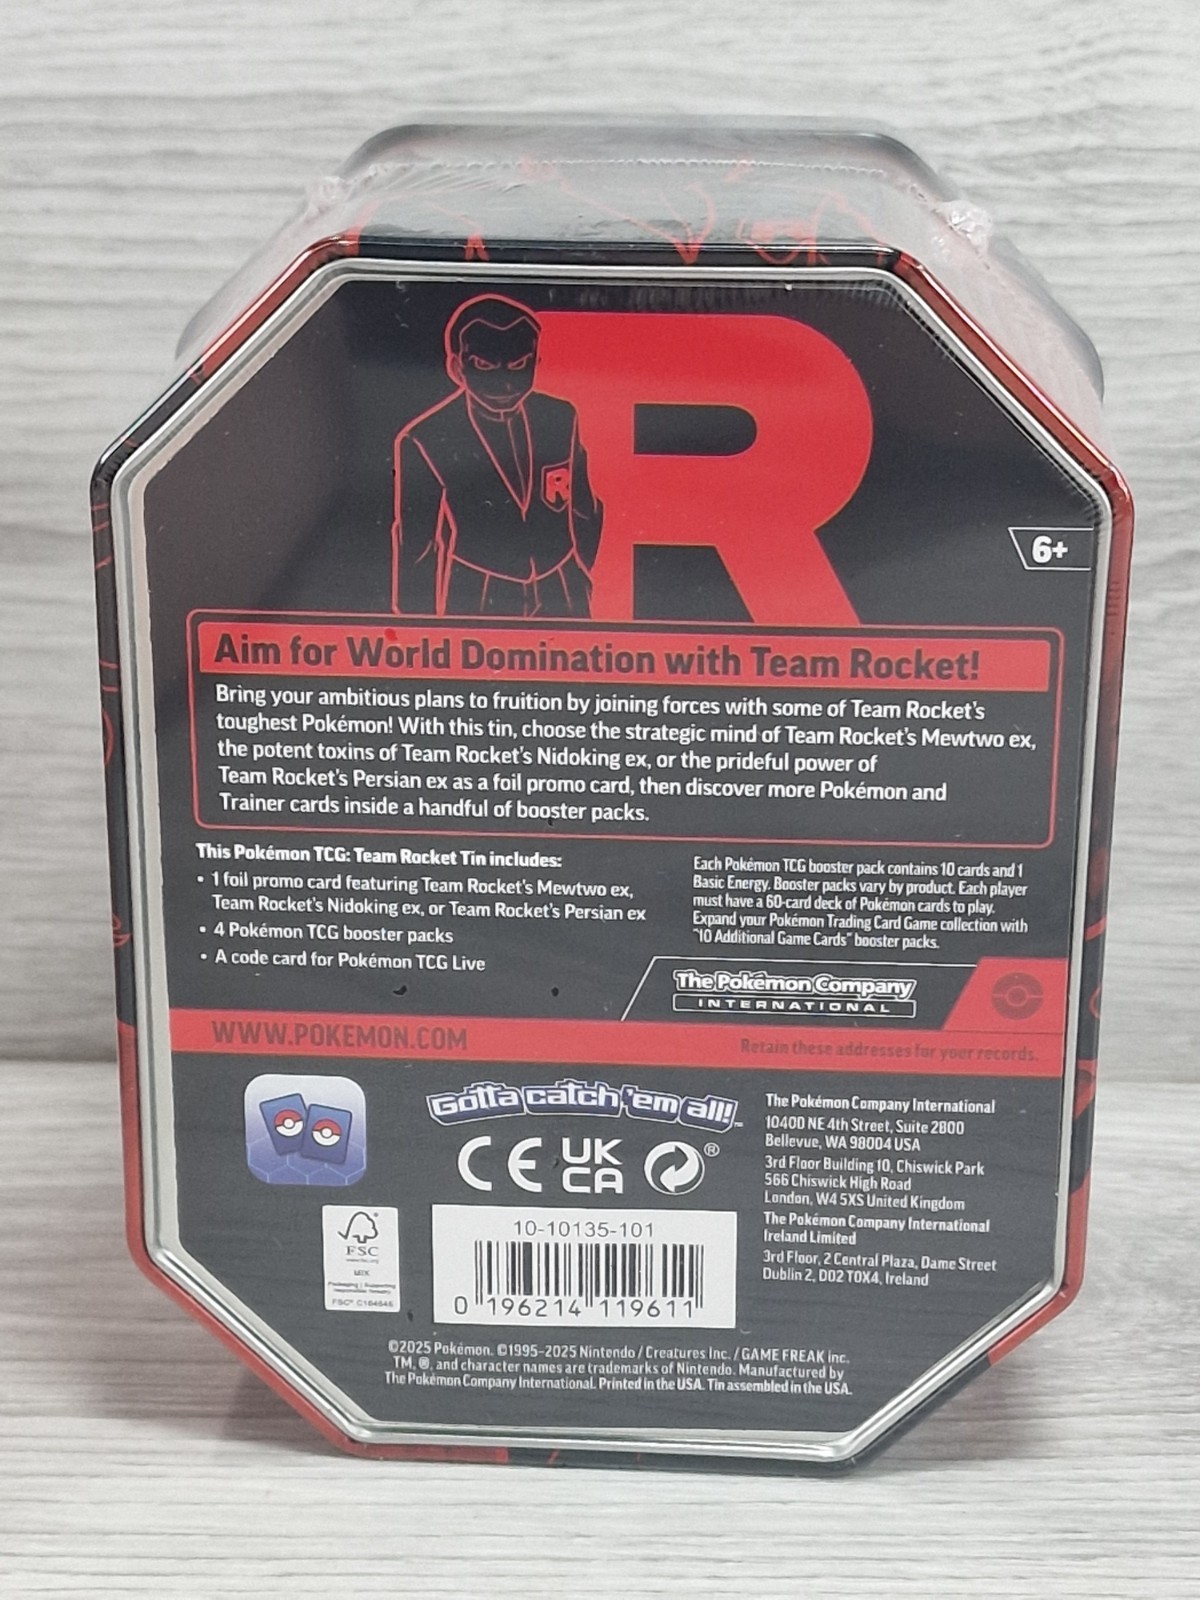 R
R
6+
Aim for World Domination with Team Rocket!
Bring your ambitious plans to fruition by joining forces with some of Team Rocket's
toughest Pokémon! With this tin, choose the strategic mind of Team Rocket's Mewtwo ex,
the potent toxins of Team Rocket's Nidoking ex, or the prideful power of
Team Rocket's Persian ex as a foil promo card, then discover more Pokémon and
Trainer cards inside a handful of booster packs.
This Pokémon TCG: Team Rocket Tin includes:
• 1 foil promo card featuring Team Rocket's Mewtwo ex,
Team Rocket's Nidoking ex, or Team Rocket's Persian ex
• 4 Pokémon TCG booster packs
• A code card for Pokémon TCG Live
Each Pokémon TCG booster pack contains 10 cards and 1
Basic Energy. Booster packs vary by product. Each player
must have a 60-card deck of Pokémon cards to play.
Expand your Pokémon Trading Card Game collection with
"10 Additional Game Cards" booster packs.
The Pokémon Company
INTERNATIONAL
WWW.POKEMON.COM
Retain these addresses for your records.
Gotta catch 'em all!™
CE UK
CA ®
The Pokémon Company International
10400 NE 4th Street, Suite 2800
Bellevue, WA 98004 USA
3rd Floor Building 10, Chiswick Park
566 Chiswick High Road
London, W4 5XS United Kingdom
The Pokémon Company International
Ireland Limited
3rd Floor, 2 Central Plaza, Dame Street
Dublin 2, D02 T0X4, Ireland
FSC
www.fsc.org
MIX
Packaging | Supporting
responsible forestry
FSC® C164545
10-10135-101
0 196214 119611
©2025 Pokémon. ©1995–2025 Nintendo / Creatures Inc. / GAME FREAK inc.
TM, ®, and character names are trademarks of Nintendo. Manufactured by
The Pokémon Company International. Printed in the USA. Tin assembled in the USA.